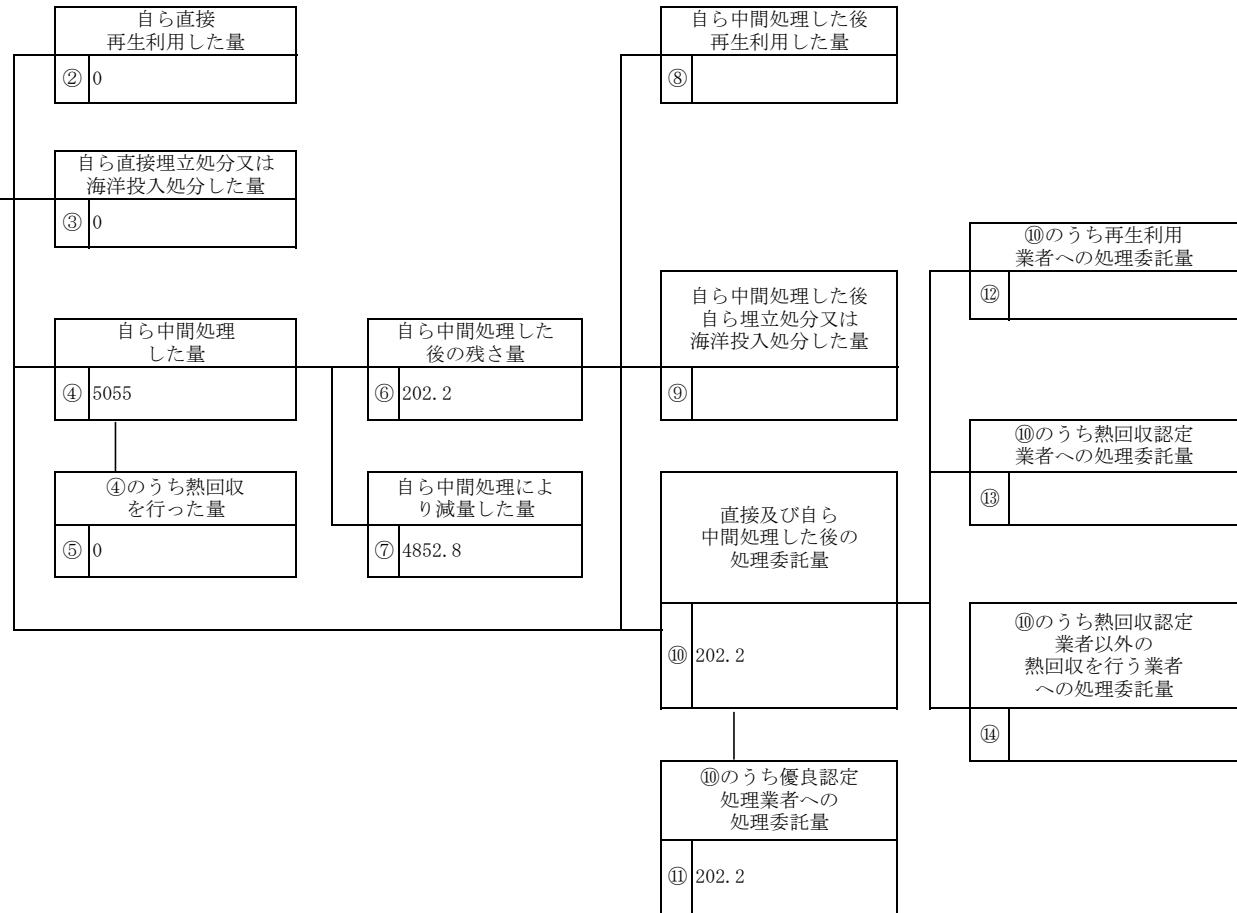 自ら直接
再生利用した量
② 0
自ら直接埋立処分又は
海洋投入処分した量
③ 0
自ら中間処理
した量
④ 5055
④のうち熱回収
を行った量
⑤ 0
自ら中間処理した
後の残さ量
⑥ 202.2
自ら中間処理によ
り減量した量
⑦ 4852.8
自ら中間処理した後
再生利用した量
⑧
自ら中間処理した後
自ら埋立処分又は
海洋投入処分した量
⑨
直接及び自ら
中間処理した後の
処理委託量
⑩ 202.2
⑩のうち優良認定
処理業者への
処理委託量
⑪ 202.2
⑩のうち再生利用
業者への処理委託量
⑫
⑩のうち熱回収認定
業者への処理委託量
⑬
⑩のうち熱回収認定
業者以外の
熱回収を行う業者
への処理委託量
⑭